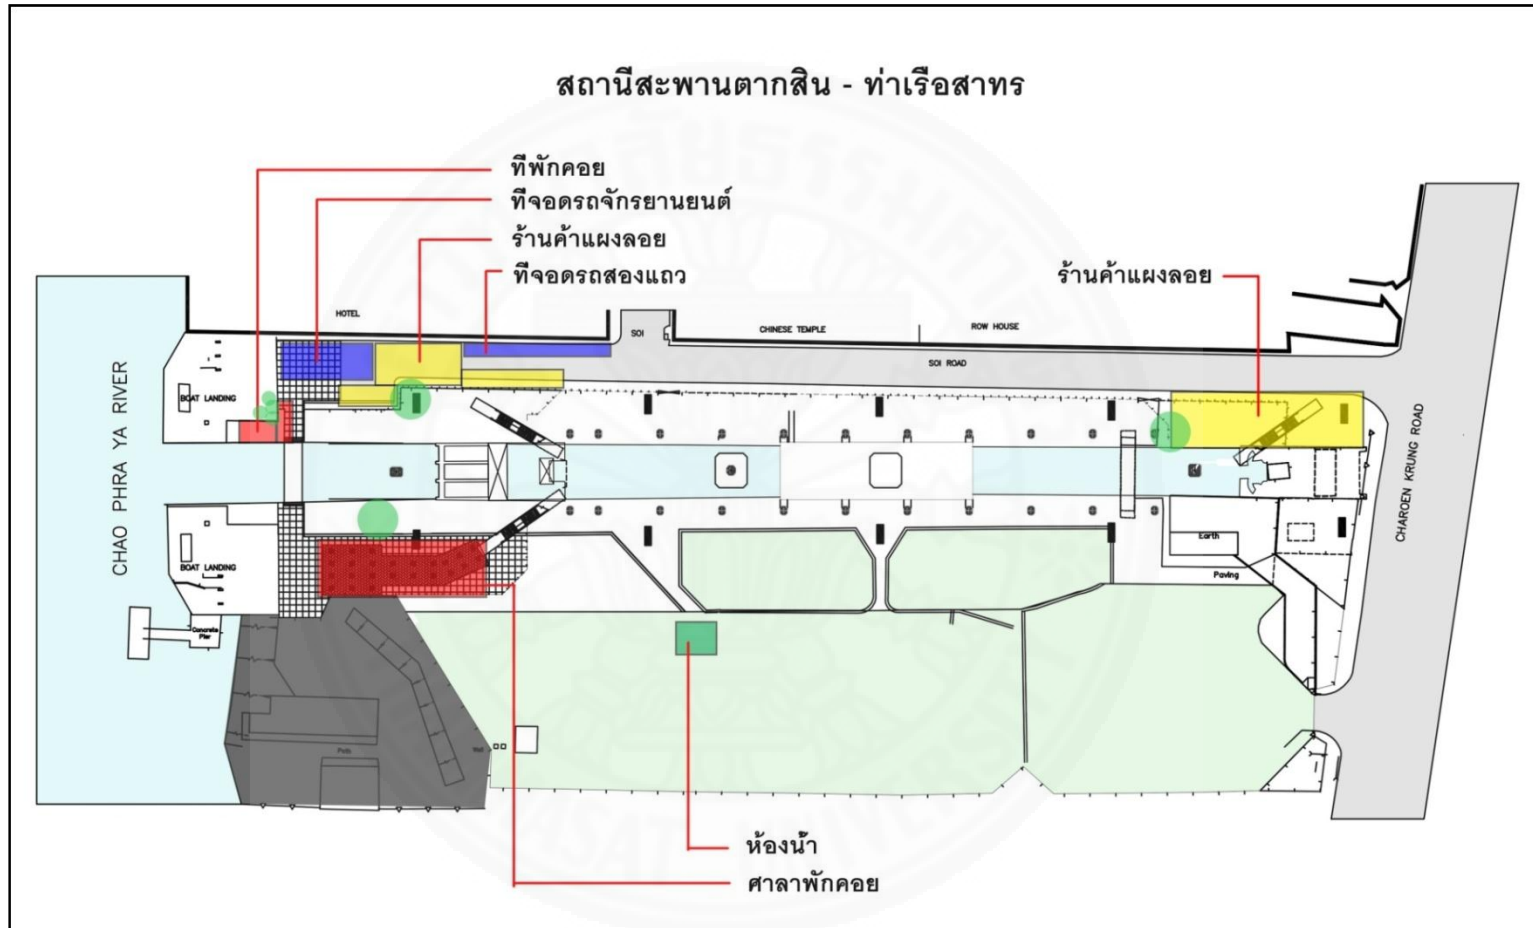 สถานีสะพานตากสิน - ท่าเรือสาทร
ที่พักคอย
ที่จอดรถจักรยานยนต์
ร้านค้าแผงลอย
ที่จอดรถสองแถว
ร้านค้าแผงลอย
HOTEL
SOI
CHINESE TEMPLE
ROW HOUSE
SOI ROAD
CHAO PHRA YA RIVER
BOAT LANDING
CHAROEN KRUNG ROAD
BOAT LANDING
Earth
Paving
Concrete
Pier
ห้องน้ำ
ศาลาพักคอย